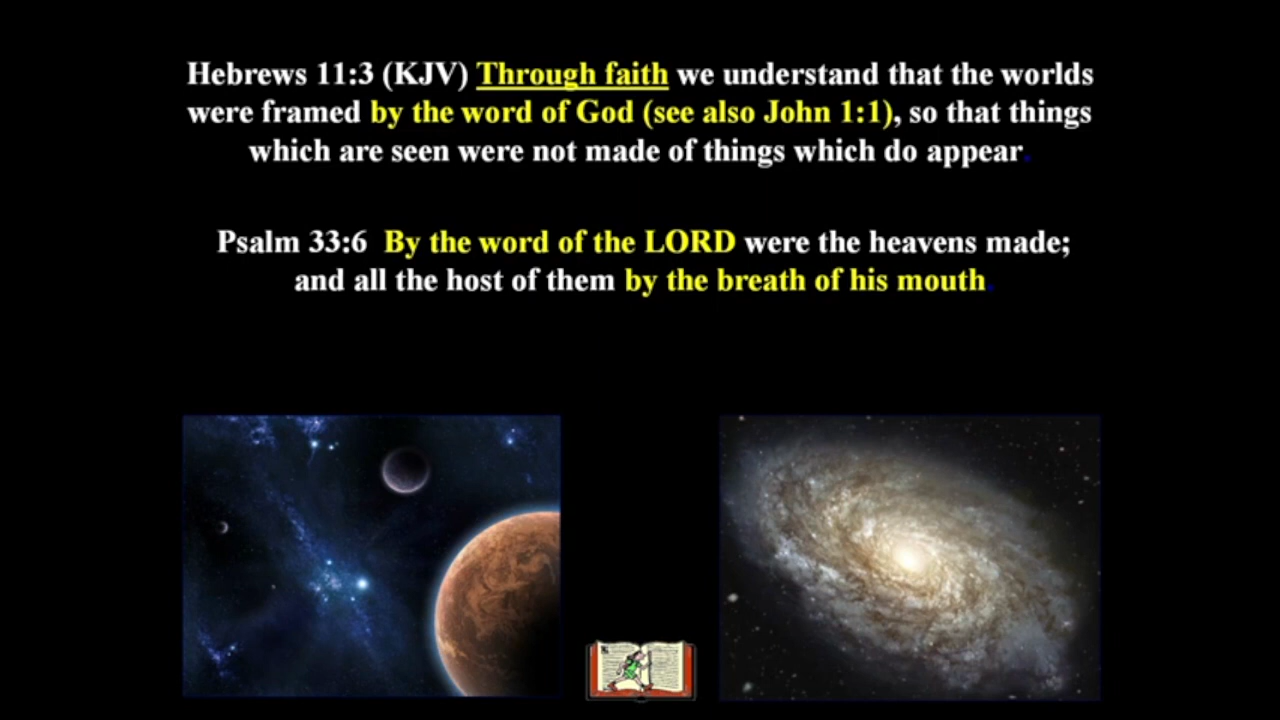 Hebrews 11:3 (KJV) Through faith we understand that the worlds
were framed by the word of God (see also John 1:1), so that things
which are seen were not made of things which do appear.
Psalm 33:6 By the word of the LORD were the heavens made;
and all the host of them by the breath of his mouth.